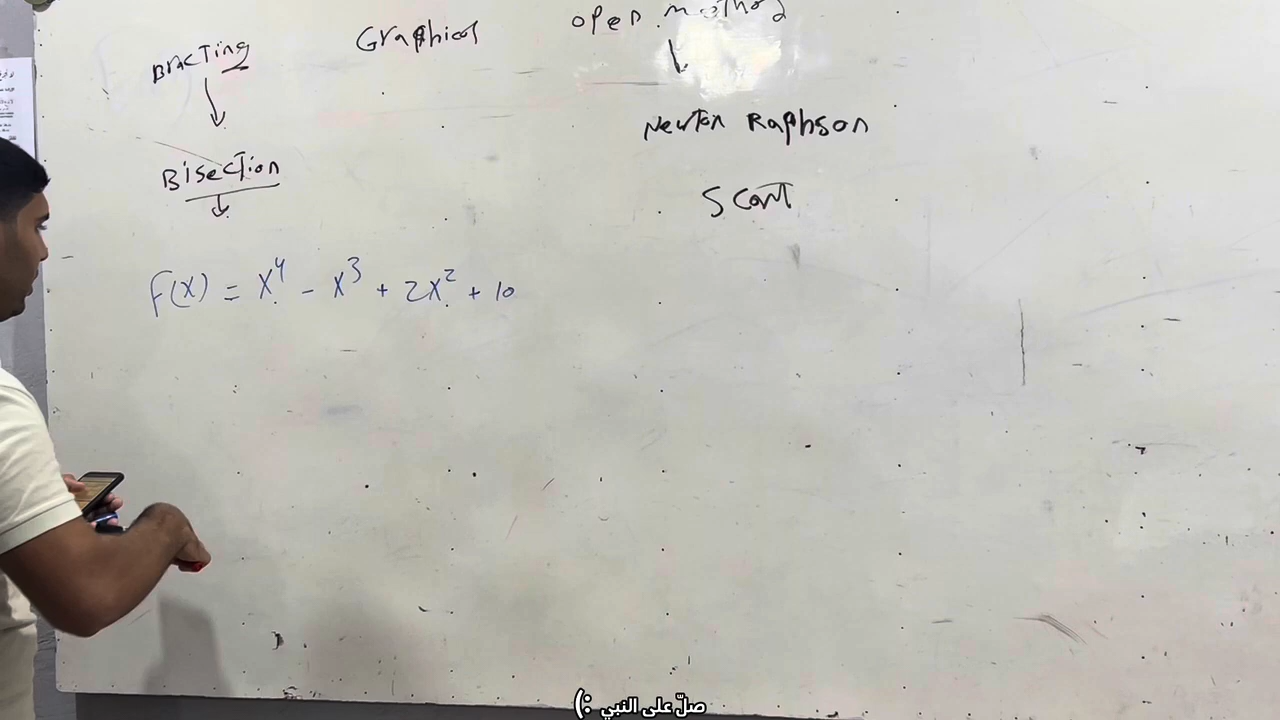 Bracting Graphical open method
Newton Raphson
Bisection
Scant
F(x) = x⁴ - x³ + 2x² + 10
صلّ على النبي :)